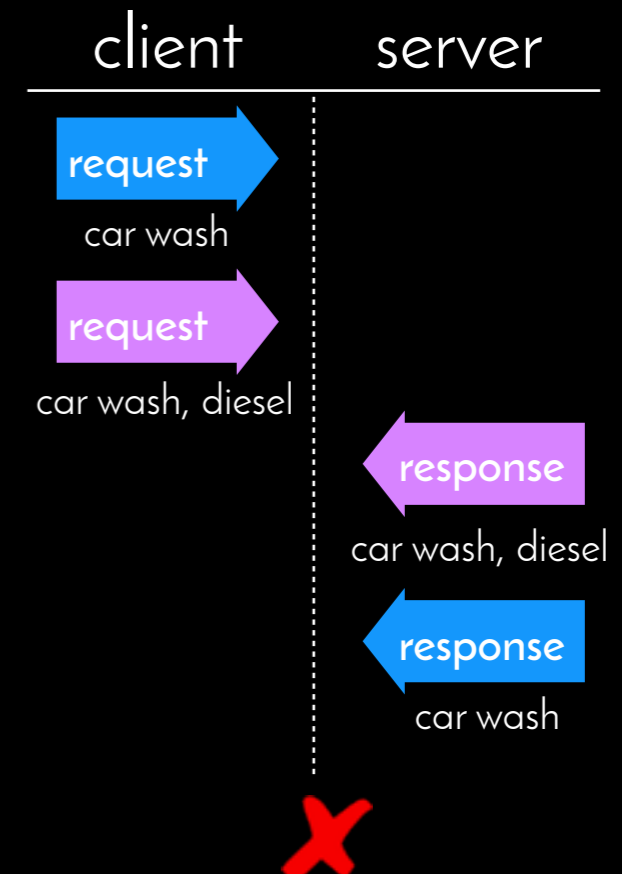 client server
request
car wash
request
car wash, diesel
response
car wash, diesel
response
car wash